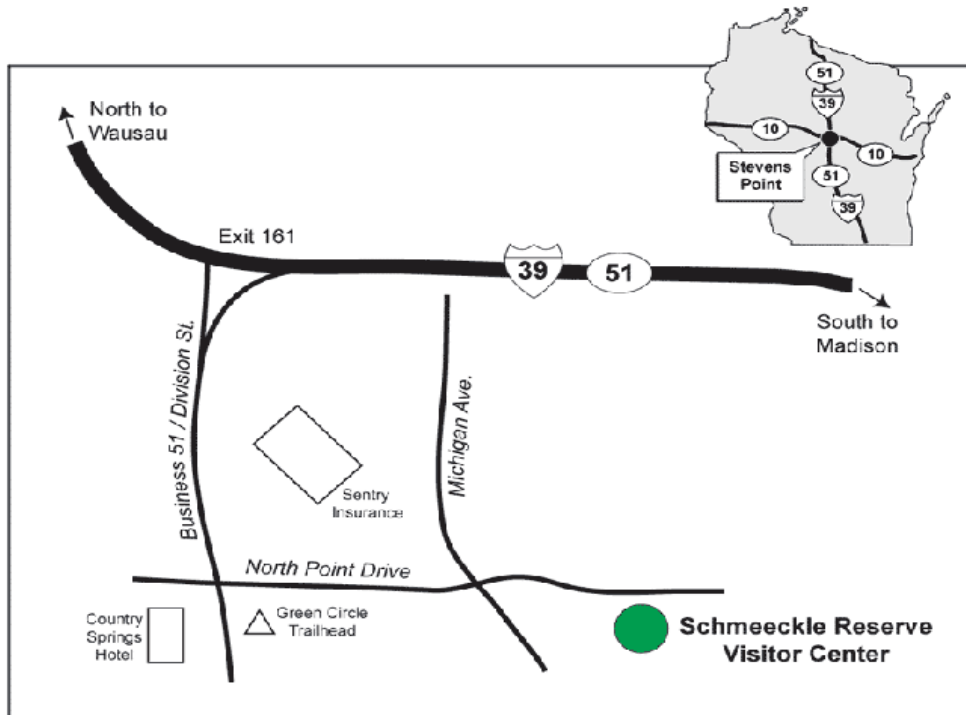 51
39
10
10
Stevens
Point
51
39
North to
Wausau
Exit 161
39
51
South to
Madison
Business 51 / Division St.
Michigan Ave.
Sentry
Insurance
North Point Drive
Country
Springs
Hotel
Green Circle
Trailhead
Schmeeckle Reserve
Visitor Center